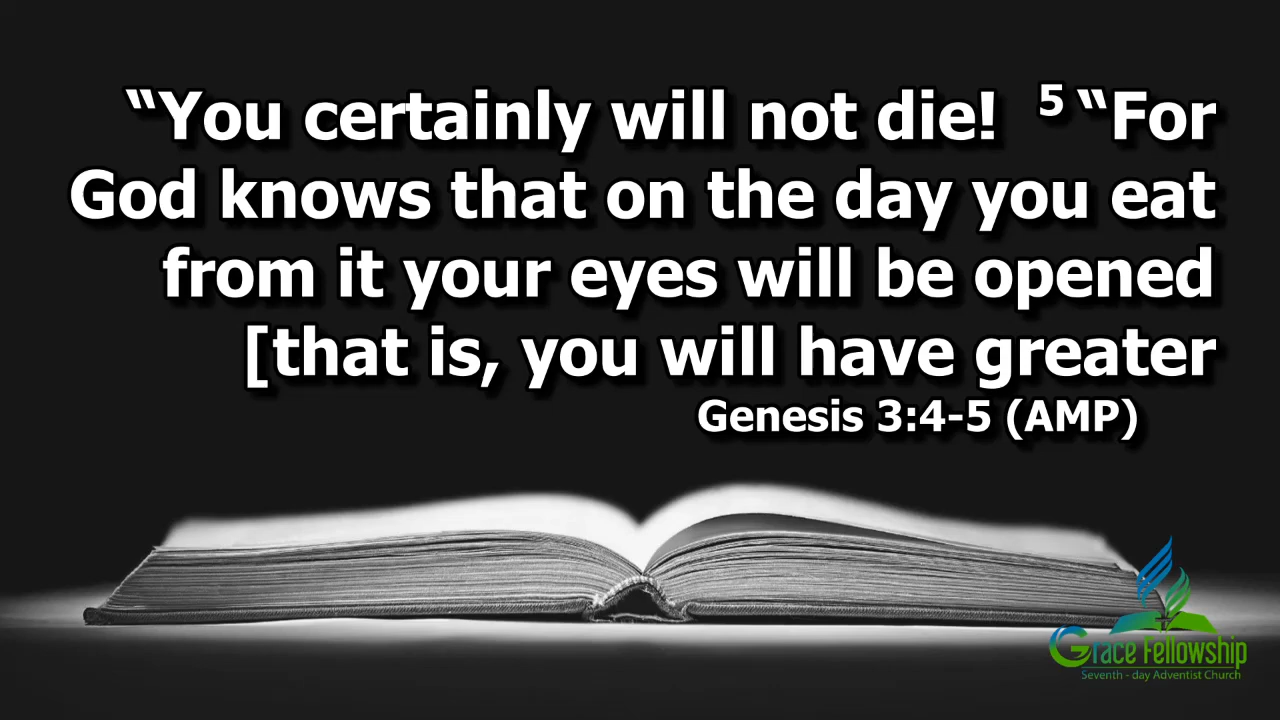 “You certainly will not die! ⁵ “For
God knows that on the day you eat
from it your eyes will be opened
[that is, you will have greater
Genesis 3:4-5 (AMP)
Grace Fellowship
Seventh - day Adventist Church